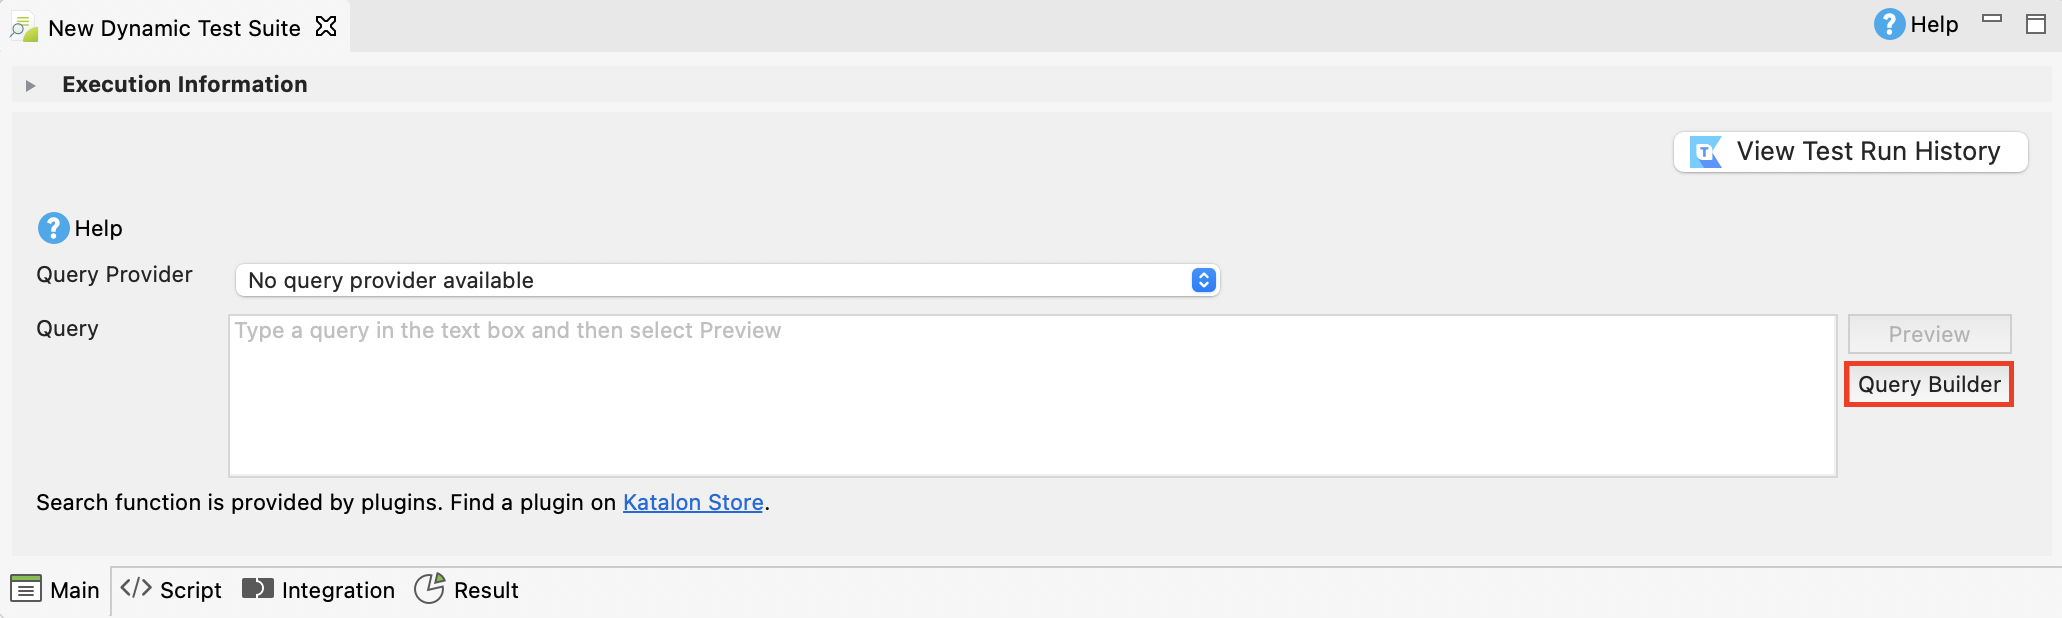 New Dynamic Test Suite
Help
Execution Information
View Test Run History
Help
Query Provider
No query provider available
Query
Type a query in the text box and then select Preview
Preview
Query Builder
Search function is provided by plugins. Find a plugin on Katalon Store.
Main
Script
Integration
Result